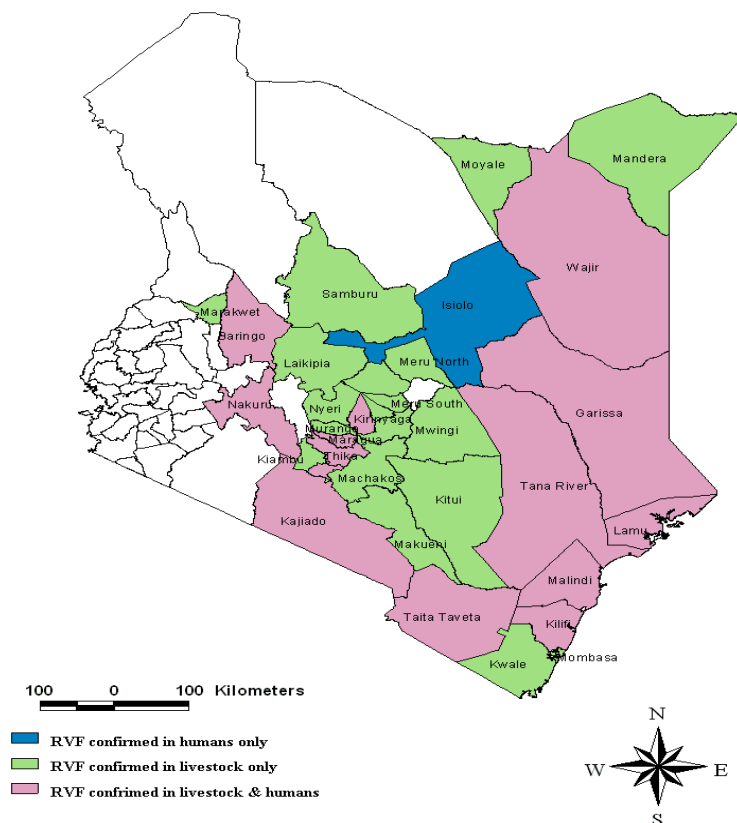 Moyale
Mandera
Wajir
Samburu
Isiolo
Marakwet
Baringo
Laikipia
Meru North
Nakuru
Nyeri
Meru South
Garissa
Kirinyaga
Muranga
Mwingi
Maragua
Kiambu
Thika
Machakos
Kitui
Tana River
Kajiado
Lamu
Makueni
Malindi
Taita Taveta
Kilifi
Kwale
Mombasa
100 0 100 Kilometers
RVF confirmed in humans only
RVF confirmed in livestock only
RVF confrimed in livestock & humans
N
W E
S